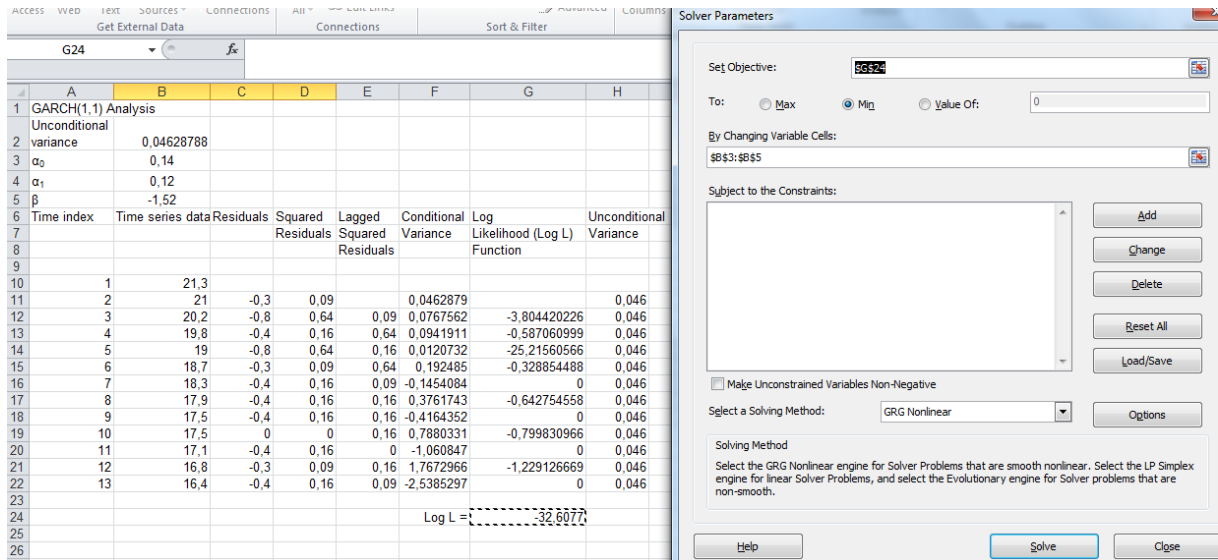 Access Web Text Sources Connections All Edit Links Advanced Columns
Get External Data Connections Sort & Filter
G24 fx
A B C D E F G H
1 GARCH(1,1) Analysis
Unconditional
2 variance 0,04628788
3 α0 0,14
4 α1 0,12
5 β -1,52
6 Time index Time series data Residuals Squared Lagged Conditional Log Unconditional
7 Residuals Squared Variance Likelihood (Log L) Variance
8 Residuals Function
9
10 1 21,3
11 2 21 -0,3 0,09 0,0462879 0,046
12 3 20,2 -0,8 0,64 0,09 0,0767562 -3,804420226 0,046
13 4 19,8 -0,4 0,16 0,64 0,0941911 -0,587060999 0,046
14 5 19 -0,8 0,64 0,16 0,0120732 -25,21560566 0,046
15 6 18,7 -0,3 0,09 0,64 0,192485 -0,328854488 0,046
16 7 18,3 -0,4 0,16 0,09 -0,1454084 0 0,046
17 8 17,9 -0,4 0,16 0,16 0,3761743 -0,642754558 0,046
18 9 17,5 -0,4 0,16 0,16 -0,4164352 0 0,046
19 10 17,5 0 0 0,16 0,7880331 -0,799830966 0,046
20 11 17,1 -0,4 0,16 0 -1,060847 0 0,046
21 12 16,8 -0,3 0,09 0,16 1,7672966 -1,229126669 0,046
22 13 16,4 -0,4 0,16 0,09 -2,5385297 0 0,046
23
24 Log L = -32,6077
25
26
Solver Parameters
Set Objective: $G$24
To: Max Min Value Of: 0
By Changing Variable Cells:
$B$3:$B$5
Subject to the Constraints:
Add
Change
Delete
Reset All
Load/Save
Make Unconstrained Variables Non-Negative
Select a Solving Method: GRG Nonlinear Options
Solving Method
Select the GRG Nonlinear engine for Solver Problems that are smooth nonlinear. Select the LP Simplex
engine for linear Solver Problems, and select the Evolutionary engine for Solver problems that are
non-smooth.
Help Solve Close